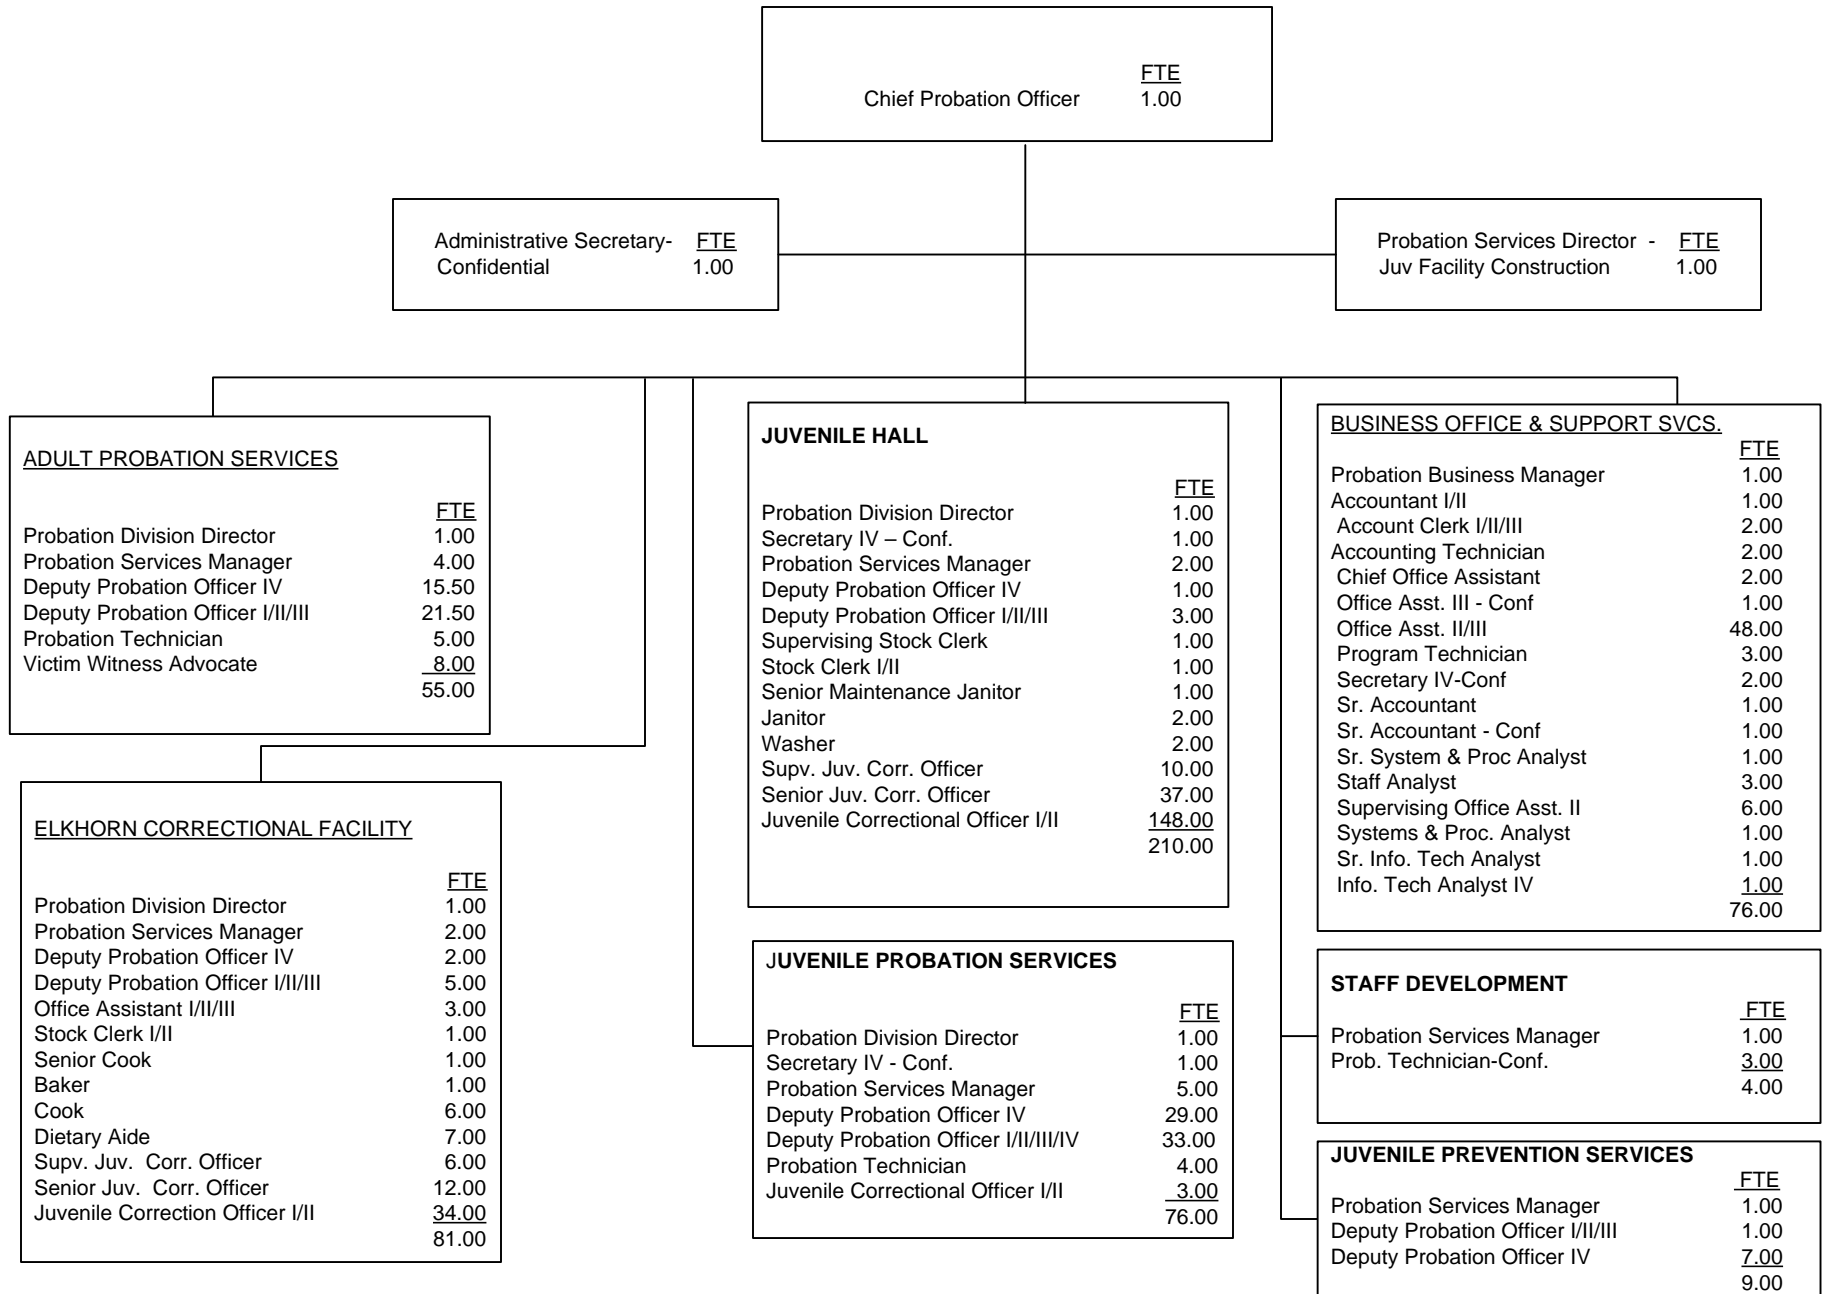 FTE
Chief Probation Officer 1.00
Administrative Secretary- FTE
Confidential 1.00
Probation Services Director - FTE
Juv Facility Construction 1.00
ADULT PROBATION SERVICES
FTE
Probation Division Director 1.00
Probation Services Manager 4.00
Deputy Probation Officer IV 15.50
Deputy Probation Officer I/II/III 21.50
Probation Technician 5.00
Victim Witness Advocate 8.00
55.00
ELKHORN CORRECTIONAL FACILITY
FTE
Probation Division Director 1.00
Probation Services Manager 2.00
Deputy Probation Officer IV 2.00
Deputy Probation Officer I/II/III 5.00
Office Assistant I/II/III 3.00
Stock Clerk I/II 1.00
Senior Cook 1.00
Baker 1.00
Cook 6.00
Dietary Aide 7.00
Supv. Juv. Corr. Officer 6.00
Senior Juv. Corr. Officer 12.00
Juvenile Correction Officer I/II 34.00
81.00
JUVENILE HALL
FTE
Probation Division Director 1.00
Secretary IV – Conf. 1.00
Probation Services Manager 2.00
Deputy Probation Officer IV 1.00
Deputy Probation Officer I/II/III 3.00
Supervising Stock Clerk 1.00
Stock Clerk I/II 1.00
Senior Maintenance Janitor 1.00
Janitor 2.00
Washer 2.00
Supv. Juv. Corr. Officer 10.00
Senior Juv. Corr. Officer 37.00
Juvenile Correctional Officer I/II 148.00
210.00
JUVENILE PROBATION SERVICES
FTE
Probation Division Director 1.00
Secretary IV - Conf. 1.00
Probation Services Manager 5.00
Deputy Probation Officer IV 29.00
Deputy Probation Officer I/II/III/IV 33.00
Probation Technician 4.00
Juvenile Correctional Officer I/II 3.00
76.00
BUSINESS OFFICE & SUPPORT SVCS.
FTE
Probation Business Manager 1.00
Accountant I/II 1.00
Account Clerk I/II/III 2.00
Accounting Technician 2.00
Chief Office Assistant 2.00
Office Asst. III - Conf 1.00
Office Asst. II/III 48.00
Program Technician 3.00
Secretary IV-Conf 2.00
Sr. Accountant 1.00
Sr. Accountant - Conf 1.00
Sr. System & Proc Analyst 1.00
Staff Analyst 3.00
Supervising Office Asst. II 6.00
Systems & Proc. Analyst 1.00
Sr. Info. Tech Analyst 1.00
Info. Tech Analyst IV 1.00
76.00
STAFF DEVELOPMENT
FTE
Probation Services Manager 1.00
Prob. Technician-Conf. 3.00
4.00
JUVENILE PREVENTION SERVICES
FTE
Probation Services Manager 1.00
Deputy Probation Officer I/II/III 1.00
Deputy Probation Officer IV 7.00
9.00